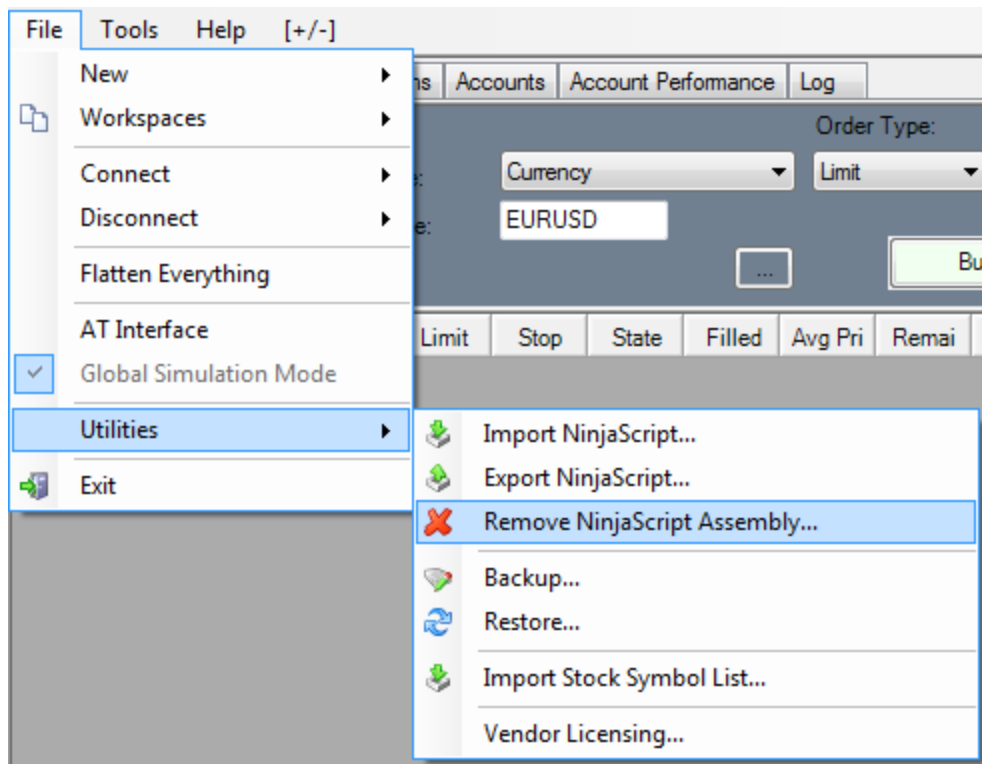 File Tools Help [+/-]
New
ns Accounts Account Performance Log
Workspaces
Order Type:
Connect
e: Currency Limit
Disconnect
e: EURUSD
Flatten Everything
... Bu
AT Interface
Limit Stop State Filled Avg Pri Remai
Global Simulation Mode
Utilities
Import NinjaScript...
Export NinjaScript...
Exit
Remove NinjaScript Assembly...
Backup...
Restore...
Import Stock Symbol List...
Vendor Licensing...